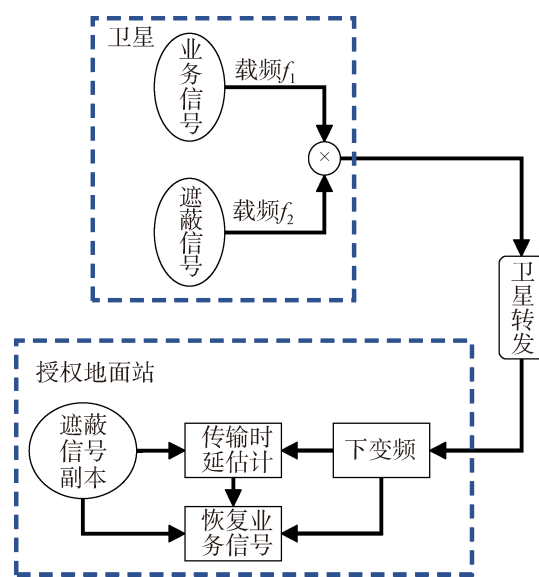 卫星
业务信号
载频f₁
×
遮蔽信号
载频f₂
卫星转发
授权地面站
遮蔽
信号
副本
传输时
延估计
下变频
恢复业
务信号